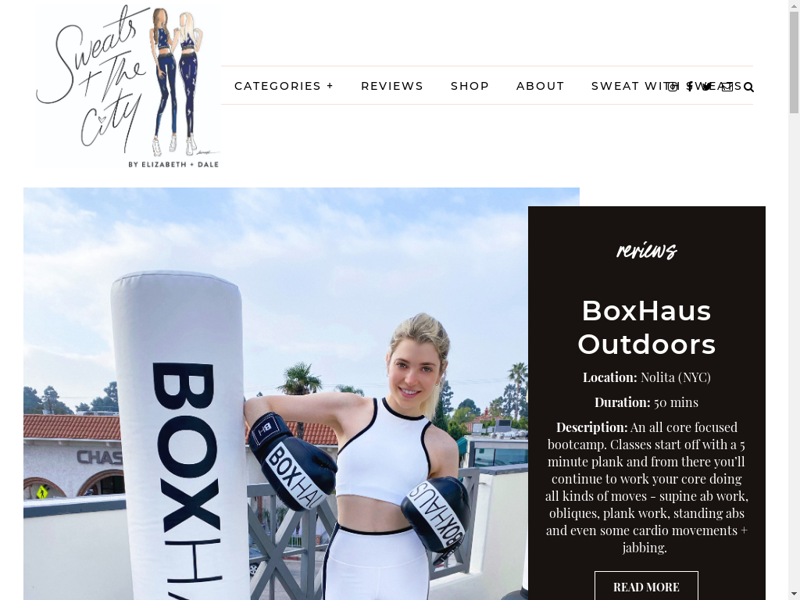 Sweats
+ The
City
BY ELIZABETH + DALE
CATEGORIES +
REVIEWS
SHOP
ABOUT
SWEAT WITH SWEATS
BOXHA
CHAS
HB
BOXHAU
BOXHAUS
reviews
BoxHaus
Outdoors
Location: Nolita (NYC)
Duration: 50 mins
Description: An all core focused
bootcamp. Classes start off with a 5
minute plank and from there you'll
continue to work your core doing
all kinds of moves - supine ab work,
obliques, plank work, standing abs
and even some cardio movements +
jabbing.
READ MORE